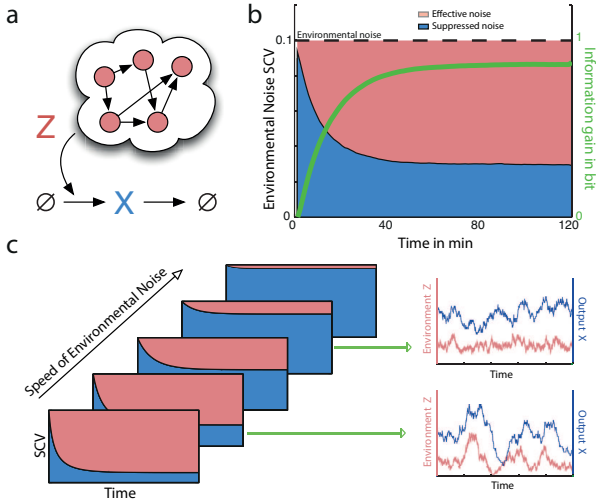 a
Z
∅
X
∅
b
Effective noise
Suppressed noise
Environmental noise
Environmental Noise SCV
0.1
0
0
40
80
120
Time in min
1
0
Information gain in bit
c
Speed of Environmental Noise
SCV
Time
Environment Z
Output X
Time
Environment Z
Output X
Time